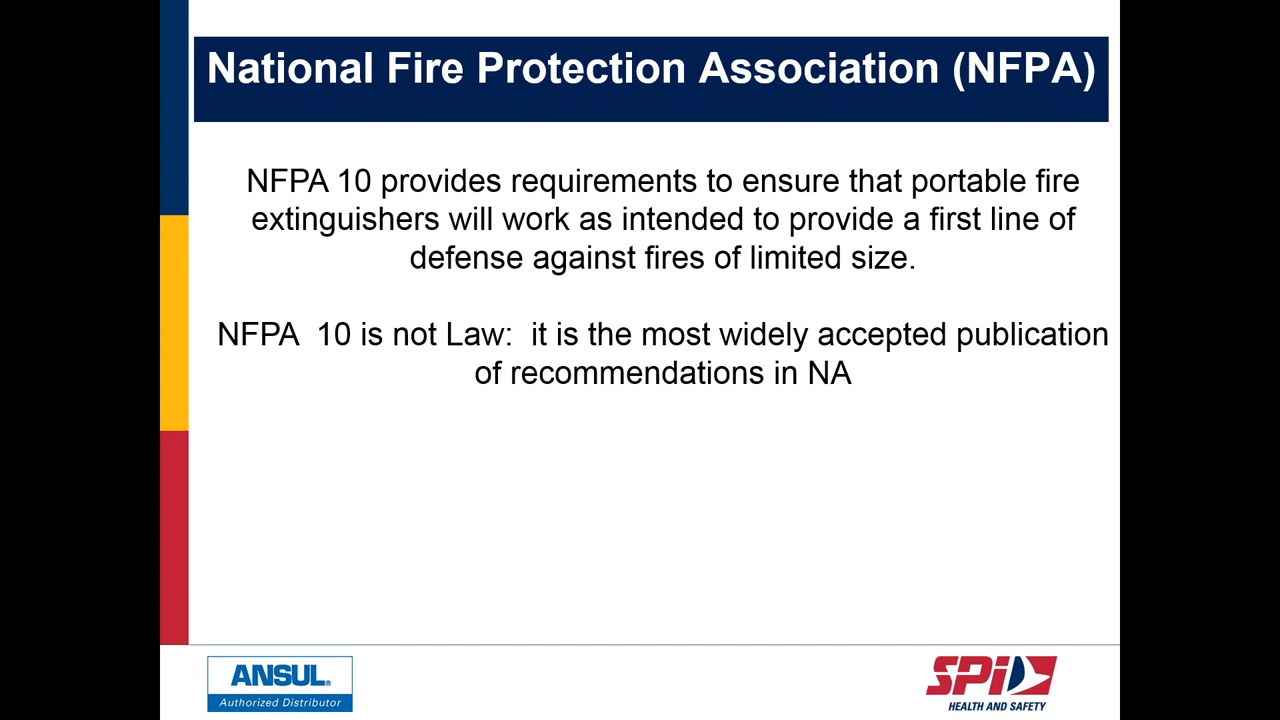 National Fire Protection Association (NFPA)
NFPA 10 provides requirements to ensure that portable fire
extinguishers will work as intended to provide a first line of
defense against fires of limited size.
NFPA  10 is not Law:  it is the most widely accepted publication
of recommendations in NA
ANSUL®
Authorized Distributor
SPi
HEALTH AND SAFETY